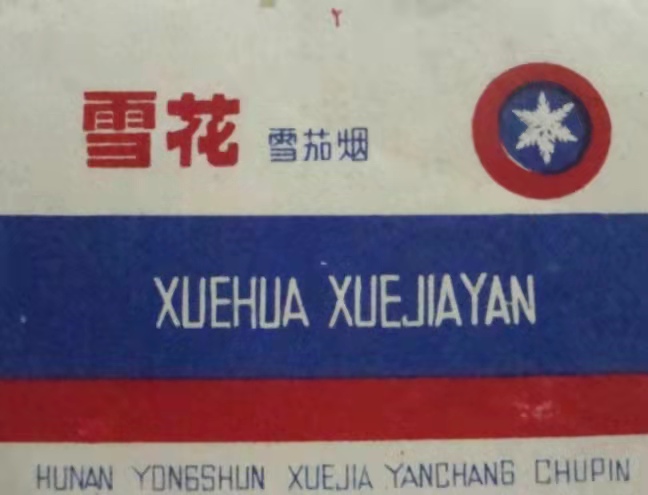 雪花 雪茄烟
XUEHUA XUEJIAYAN
HUNAN YONGSHUN XUEJIA YANCHANG CHUPIN